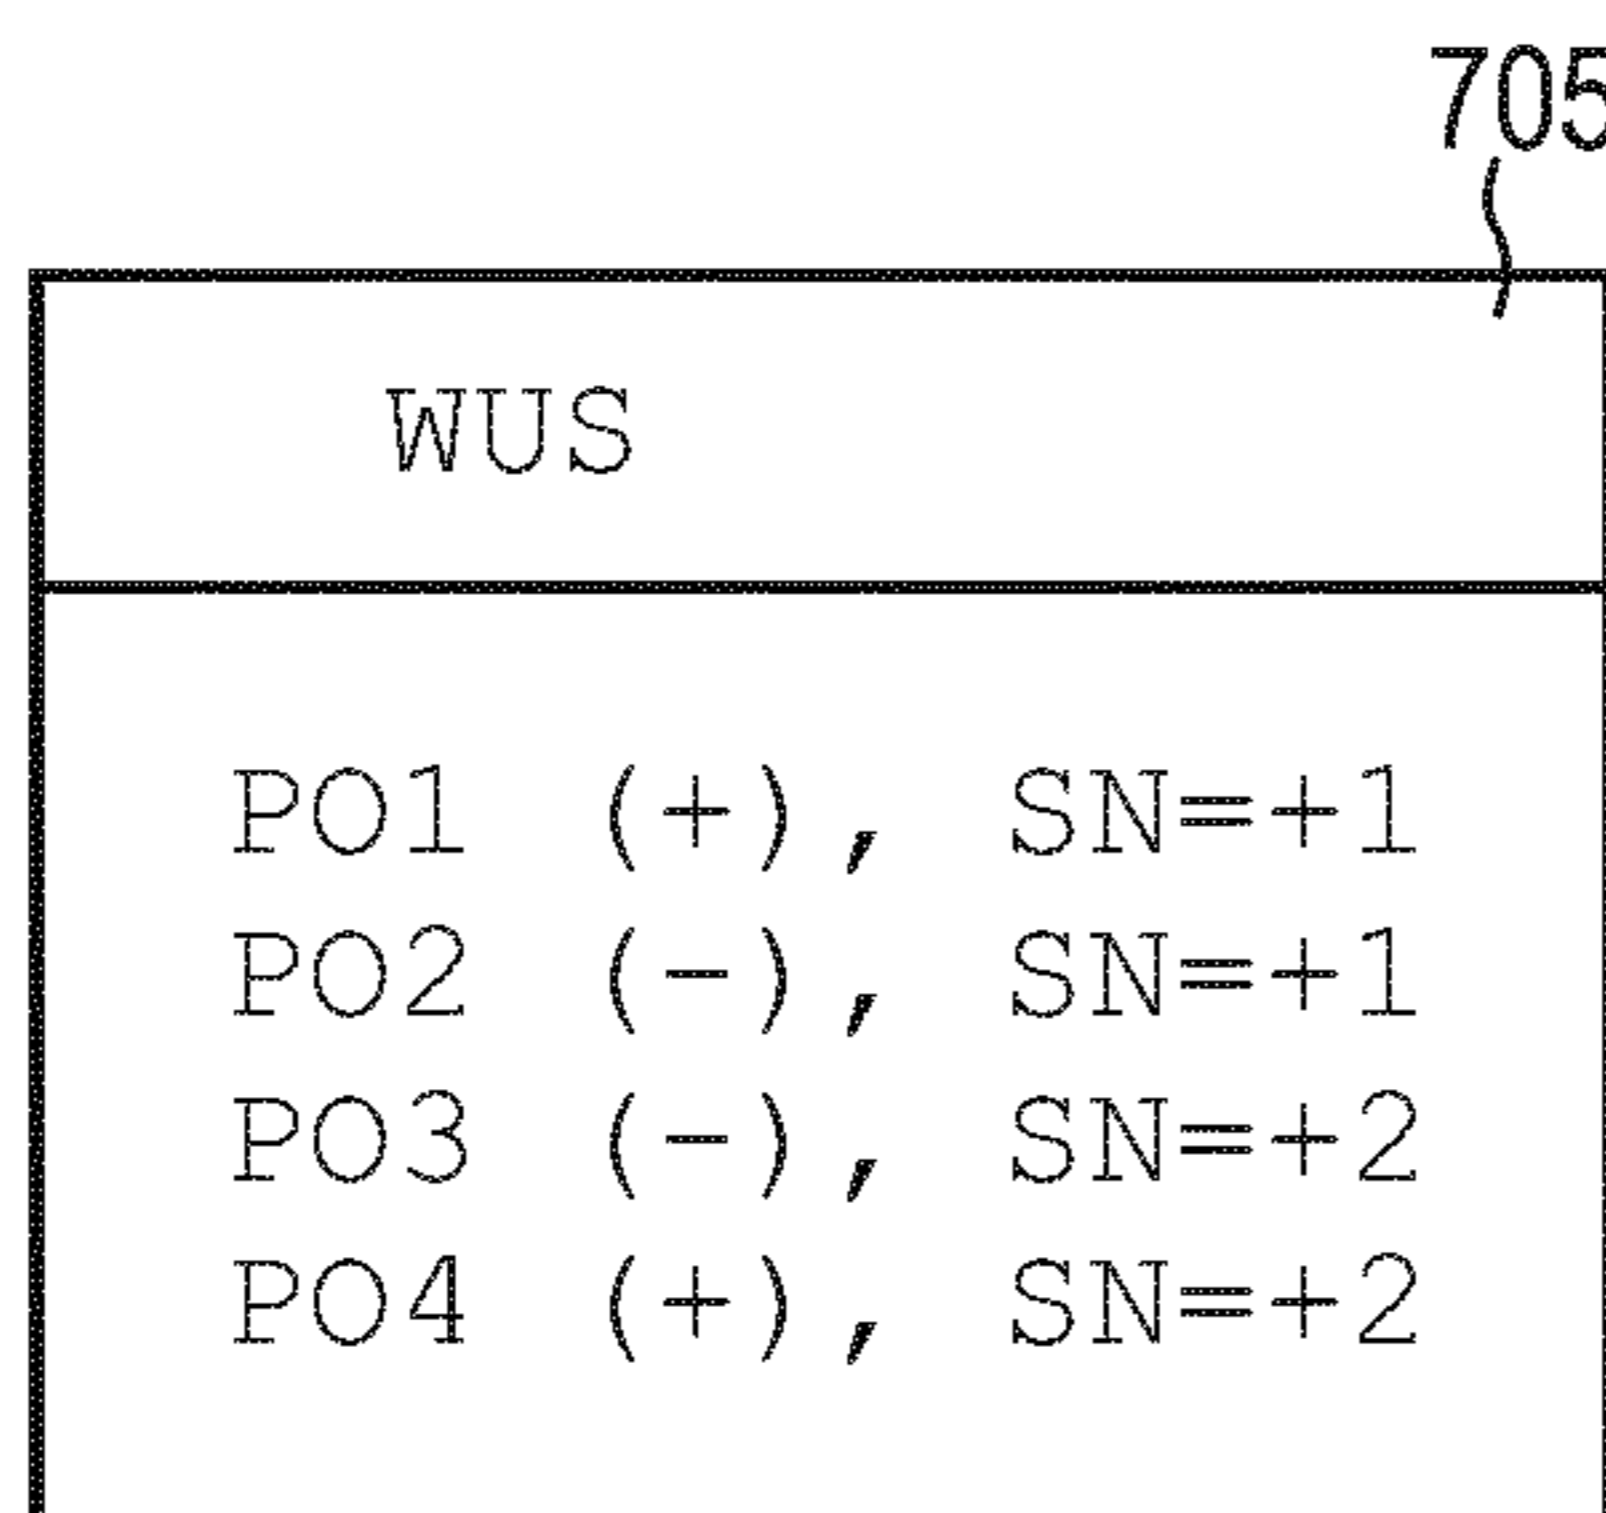 705
WUS
PO1 (+), SN=+1
PO2 (-), SN=+1
PO3 (-), SN=+2
PO4 (+), SN=+2